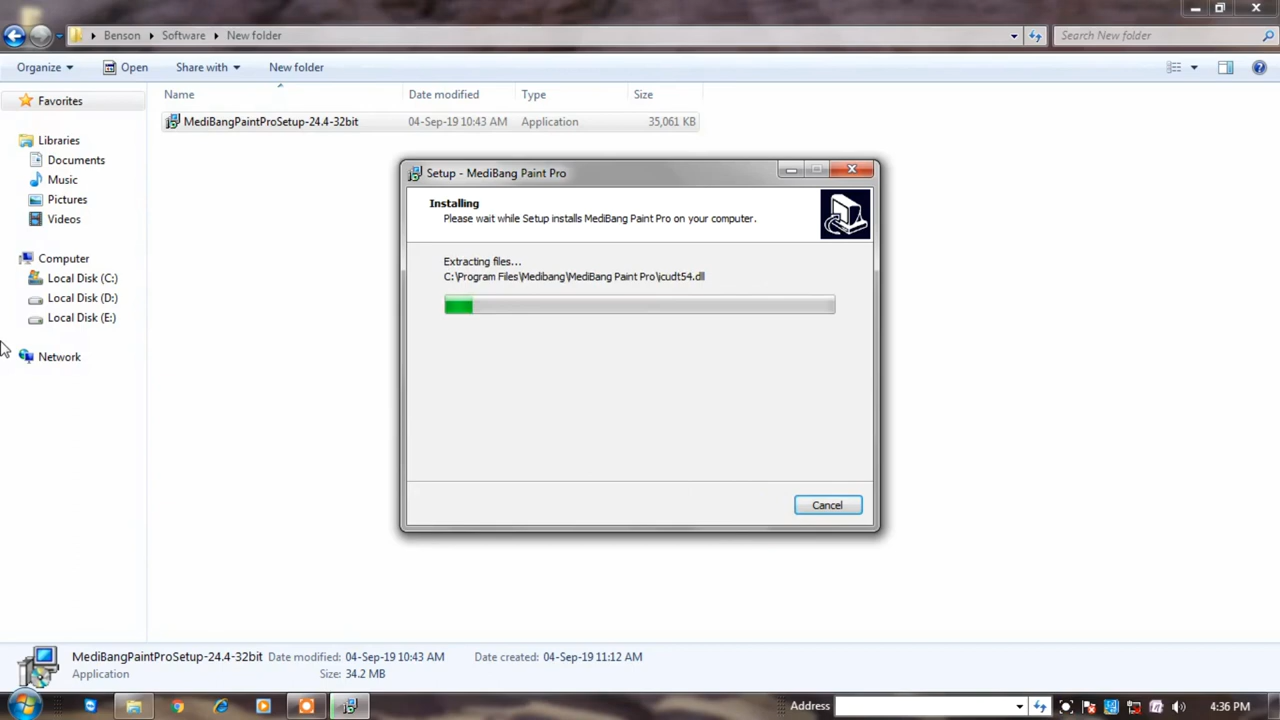 Benson Software New folder
Search New folder
Organize Open Share with New folder
Name Date modified Type Size
Favorites
MediBangPaintProSetup-24.4-32bit 04-Sep-19 10:43 AM Application 35,061 KB
Libraries
Documents
Music
Pictures
Videos
Computer
Local Disk (C:)
Local Disk (D:)
Local Disk (E:)
Network
Setup - MediBang Paint Pro
Installing
Please wait while Setup installs MediBang Paint Pro on your computer.
Extracting files...
C:\Program Files\Medibang\MediBang Paint Pro\icudt54.dll
Cancel
MediBangPaintProSetup-24.4-32bit Date modified: 04-Sep-19 10:43 AM Date created: 04-Sep-19 11:12 AM
Application Size: 34.2 MB
Address 4:36 PM